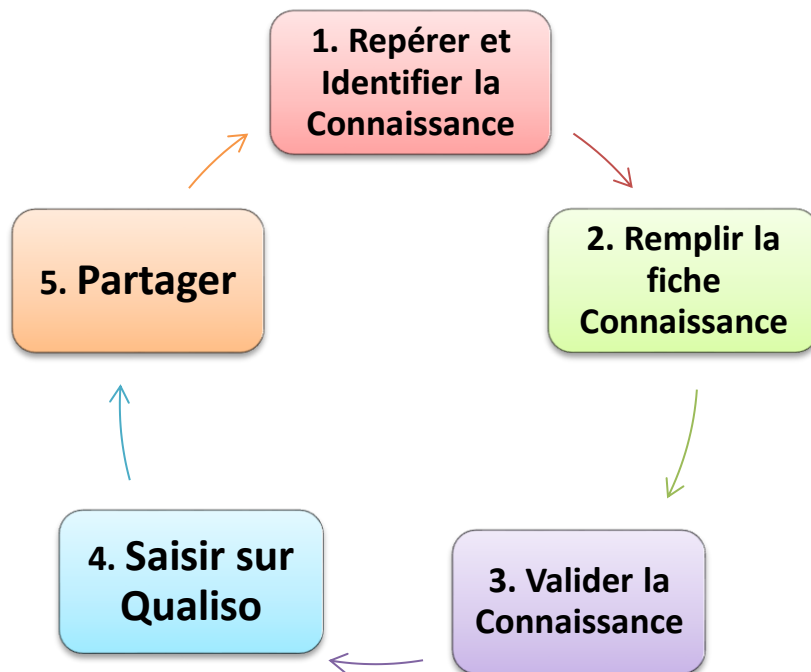 1. Repérer et
Identifier la
Connaissance
2. Remplir la
fiche
Connaissance
3. Valider la
Connaissance
4. Saisir sur
Qualiso
5. Partager